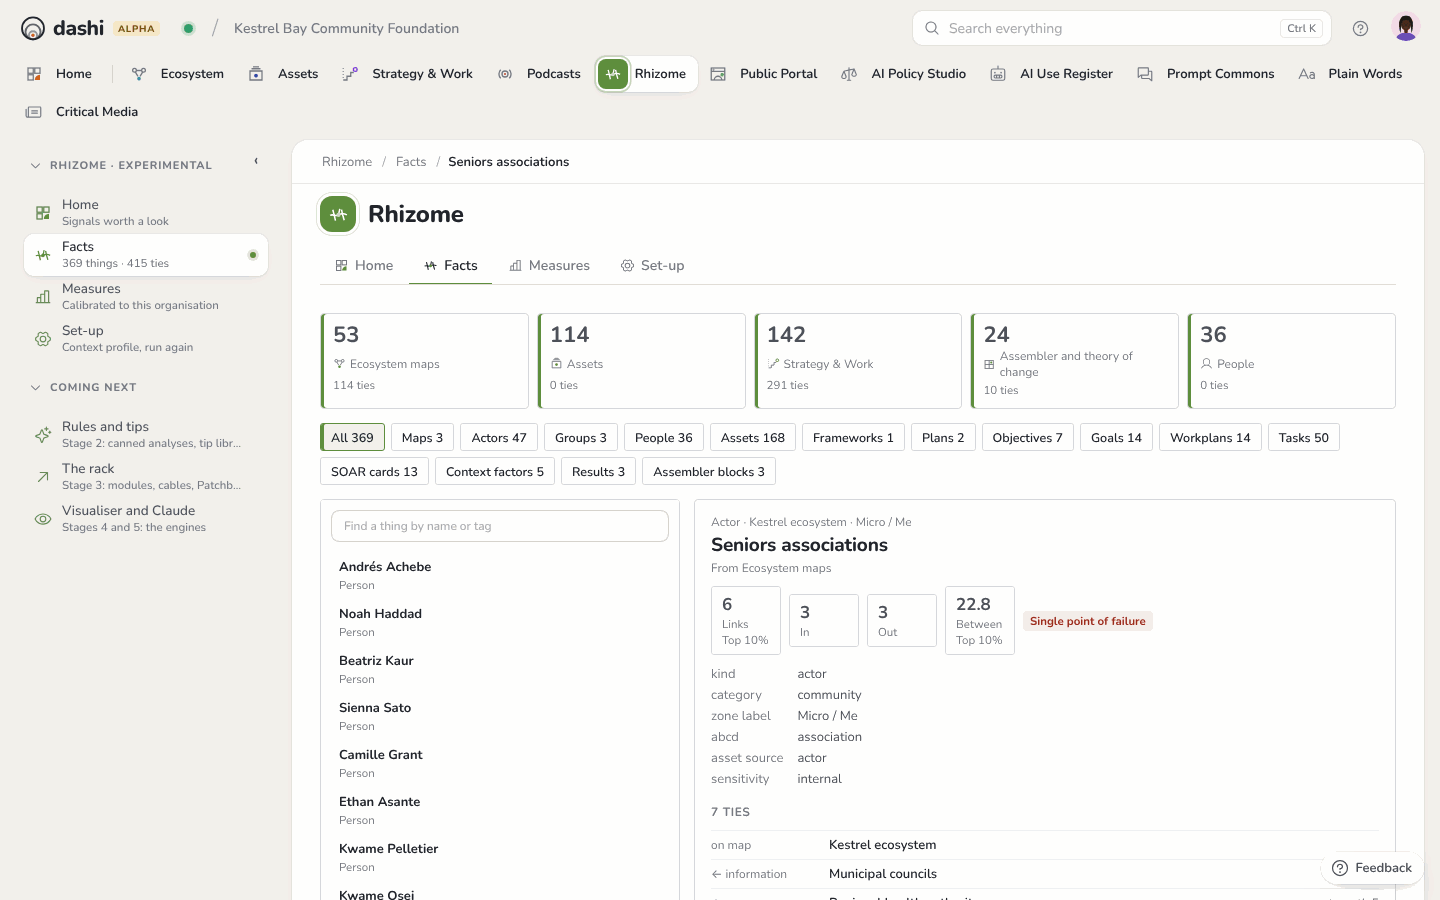 dashi ALPHA / Kestrel Bay Community Foundation
Search everything Ctrl K
Home Ecosystem Assets Strategy & Work Podcasts Rhizome Public Portal AI Policy Studio AI Use Register Prompt Commons Aa Plain Words
Critical Media
RHIZOME · EXPERIMENTAL
Home
Signals worth a look
Facts
369 things · 415 ties
Measures
Calibrated to this organisation
Set-up
Context profile, run again
COMING NEXT
Rules and tips
Stage 2: canned analyses, tip libr...
The rack
Stage 3: modules, cables, Patchb...
Visualiser and Claude
Stages 4 and 5: the engines
Rhizome / Facts / Seniors associations
Rhizome
Home Facts Measures Set-up
53
Ecosystem maps
114 ties
114
Assets
0 ties
142
Strategy & Work
291 ties
24
Assembler and theory of
change
10 ties
36
People
0 ties
All 369 Maps 3 Actors 47 Groups 3 People 36 Assets 168 Frameworks 1 Plans 2 Objectives 7 Goals 14 Workplans 14 Tasks 50
SOAR cards 13 Context factors 5 Results 3 Assembler blocks 3
Find a thing by name or tag
Andrés Achebe
Person
Noah Haddad
Person
Beatriz Kaur
Person
Sienna Sato
Person
Camille Grant
Person
Ethan Asante
Person
Kwame Pelletier
Person
Kwame Osei
Actor · Kestrel ecosystem · Micro / Me
Seniors associations
From Ecosystem maps
6
Links
Top 10%
3
In
3
Out
22.8
Between
Top 10%
Single point of failure
kind actor
category community
zone label Micro / Me
abcd association
asset source actor
sensitivity internal
7 TIES
on map Kestrel ecosystem
← information Municipal councils
Feedback